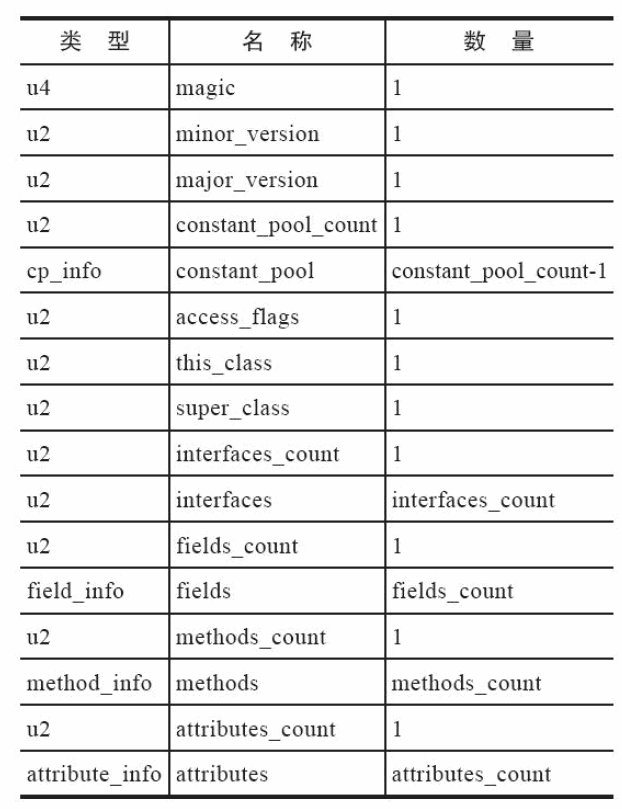 类 型 名 称 数 量
u4 magic 1
u2 minor_version 1
u2 major_version 1
u2 constant_pool_count 1
cp_info constant_pool constant_pool_count-1
u2 access_flags 1
u2 this_class 1
u2 super_class 1
u2 interfaces_count 1
u2 interfaces interfaces_count
u2 fields_count 1
field_info fields fields_count
u2 methods_count 1
method_info methods methods_count
u2 attributes_count 1
attribute_info attributes attributes_count